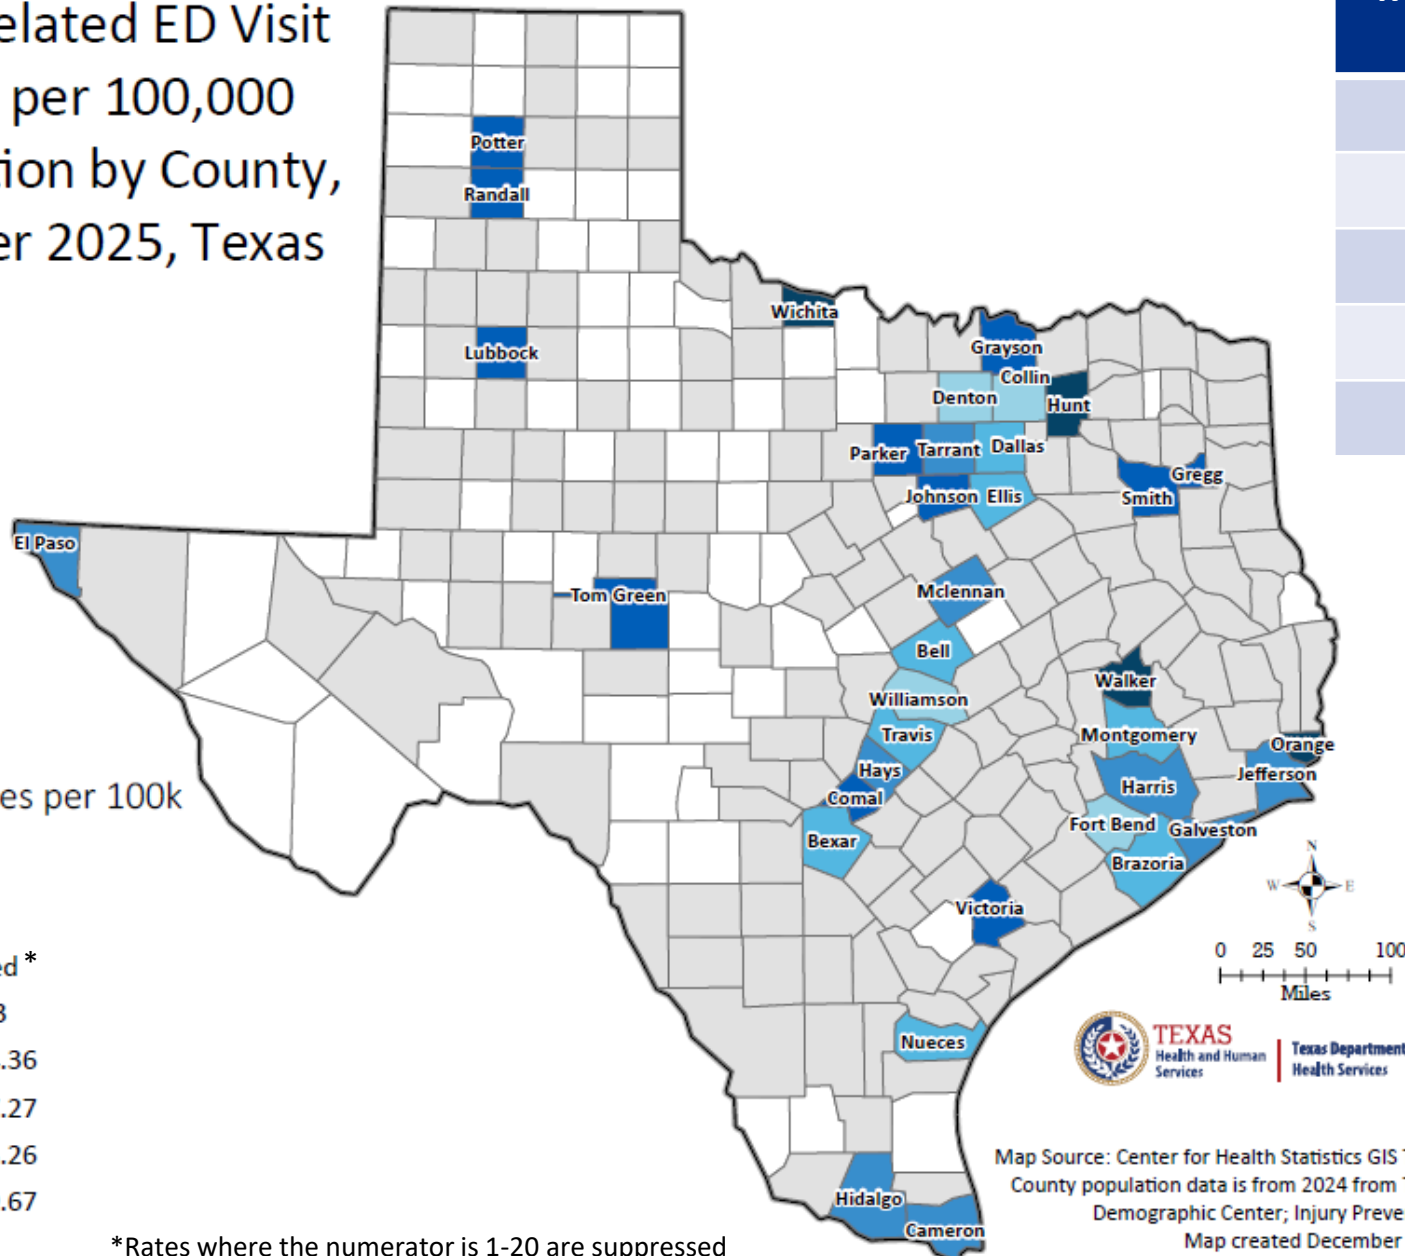 elated ED Visit
per 100,000
tion by County,
er 2025, Texas
Potter
Randall
Wichita
Lubbock
Grayson
Collin
Denton
Hunt
Parker
Tarrant
Dallas
Gregg
Johnson
Ellis
Smith
El Paso
Tom Green
Mclennan
Bell
Walker
Williamson
Travis
Montgomery
Orange
Hays
Jefferson
Harris
Comal
Fort Bend
Galveston
Bexar
Brazoria
Victoria
Nueces
Hidalgo
Cameron
es per 100k
ed *
3
.36
.27
.26
.67
*Rates where the numerator is 1-20 are suppressed
N
W E
S
0 25 50 100
Miles
TEXAS
Health and Human
Services
Texas Department
Health Services
Map Source: Center for Health Statistics GIS T
County population data is from 2024 from T
Demographic Center; Injury Preve
Map created December